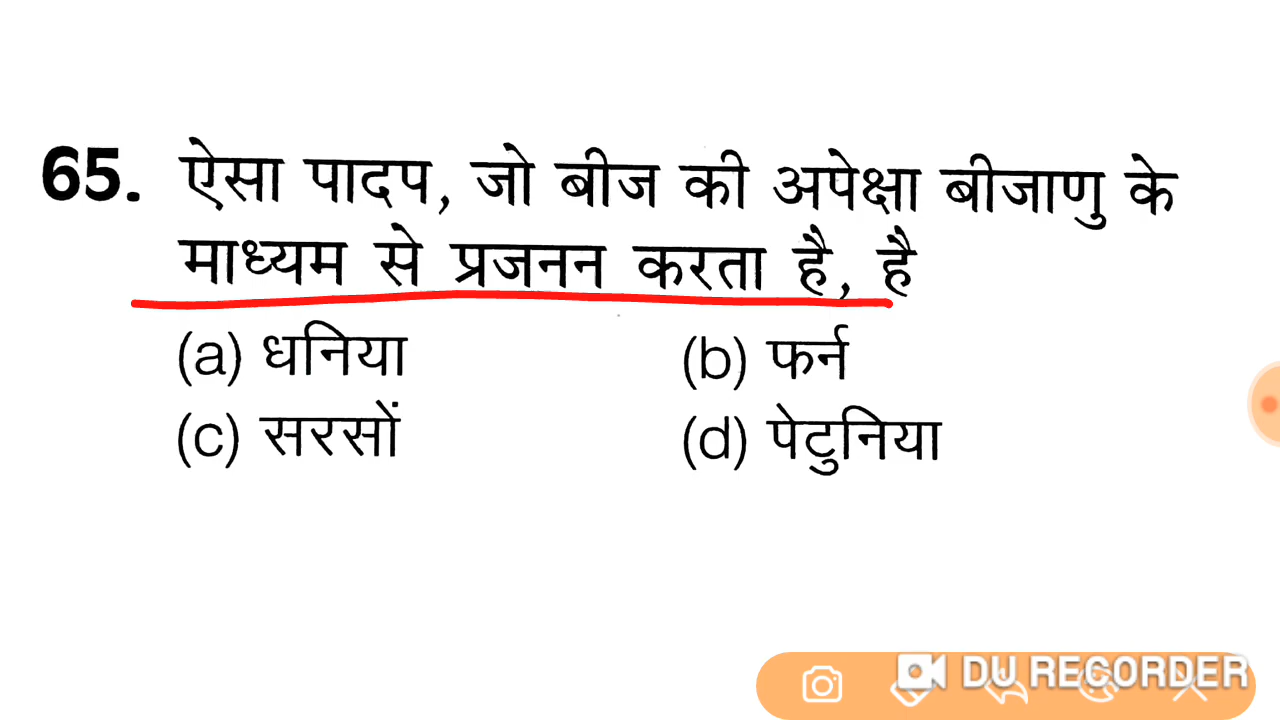 65. ऐसा पादप, जो बीज की अपेक्षा बीजाणु के
माध्यम से प्रजनन करता है, है
(a) धनिया (b) फर्न
(c) सरसों (d) पेटुनिया
DU RECORDER